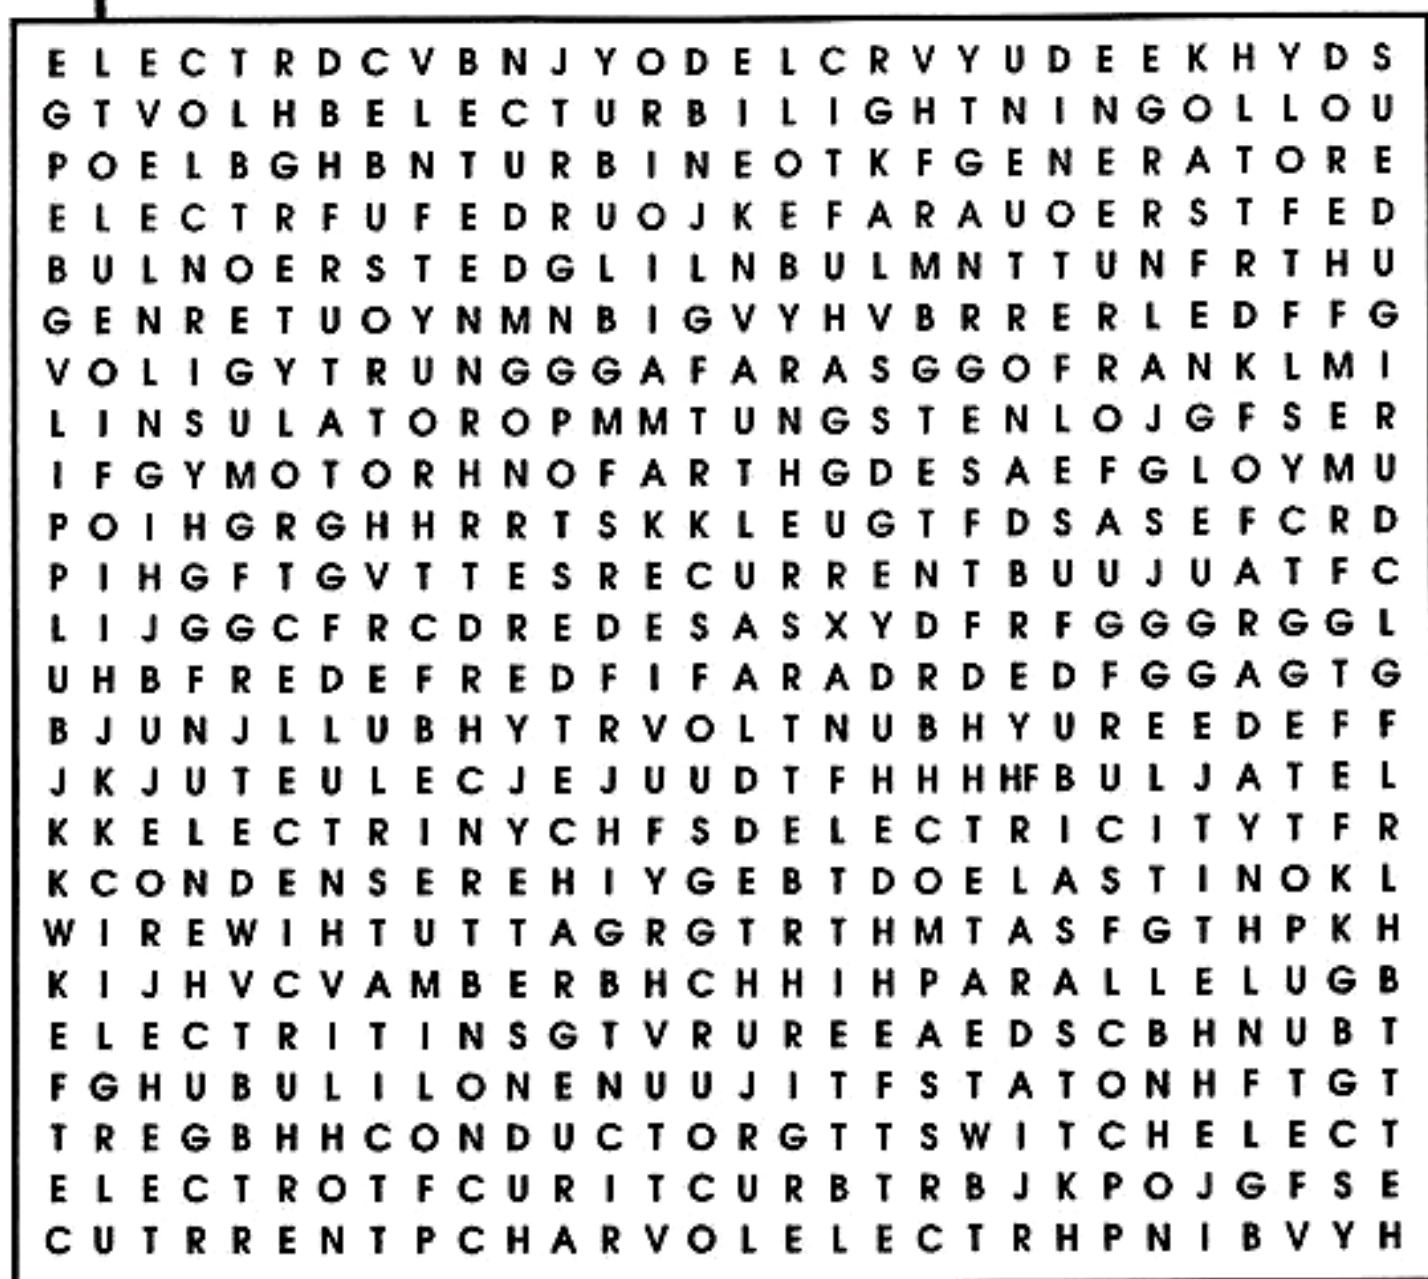 E L E C T R D C V B N J Y O D E L C R V Y U D E E K H Y D S
G T V O L H B E L E C T U R B I L I G H T N I N G O L L O U
P O E L B G H B N T U R B I N E O T K F G E N E R A T O R E
E L E C T R F U F E D R U O J K E F A R A U O E R S T F E D
B U L N O E R S T E D G L I L N B U L M N T T U N F R T H U
G E N R E T U O Y N M N B I G V Y H V B R R E R L E D F F G
V O L I G Y T R U N G G G A F A R A S G G O F R A N K L M I
L I N S U L A T O R O P M M T U N G S T E N L O J G F S E R
I F G Y M O T O R H N O F A R T H G D E S A E F G L O Y M U
P O I H G R G H H R R T S K K L E U G T F D S A S E F C R D
P I H G F T G V T T E S R E C U R R E N T B U U J U A T F C
L I J G G C F R C D R E D E S A S X Y D F R F G G G R G G L
U H B F R E D E F R E D F I F A R A D R D E D F G G A G T G
B J U N J L L U B H Y T R V O L T N U B H Y U R E E D E F F
J K J U T E U L E C J E J U U D T F H H H HF B U L J A T E L
K K E L E C T R I N Y C H F S D E L E C T R I C I T Y T F R
K C O N D E N S E R E H I Y G E B T D O E L A S T I N O K L
W I R E W I H T U T T A G R G T R T H M T A S F G T H P K H
K I J H V C V A M B E R B H C H H I H P A R A L L E L U G B
E L E C T R I T I N S G T V R U R E E A E D S C B H N U B T
F G H U B U L I L O N E N U U J I T F S T A T O N H F T G T
T R E G B H H C O N D U C T O R G T T S W I T C H E L E C T
E L E C T R O T F C U R I T C U R B T R B J K P O J G F S E
C U T R R E N T P C H A R V O L E L E C T R H P N I B V Y H